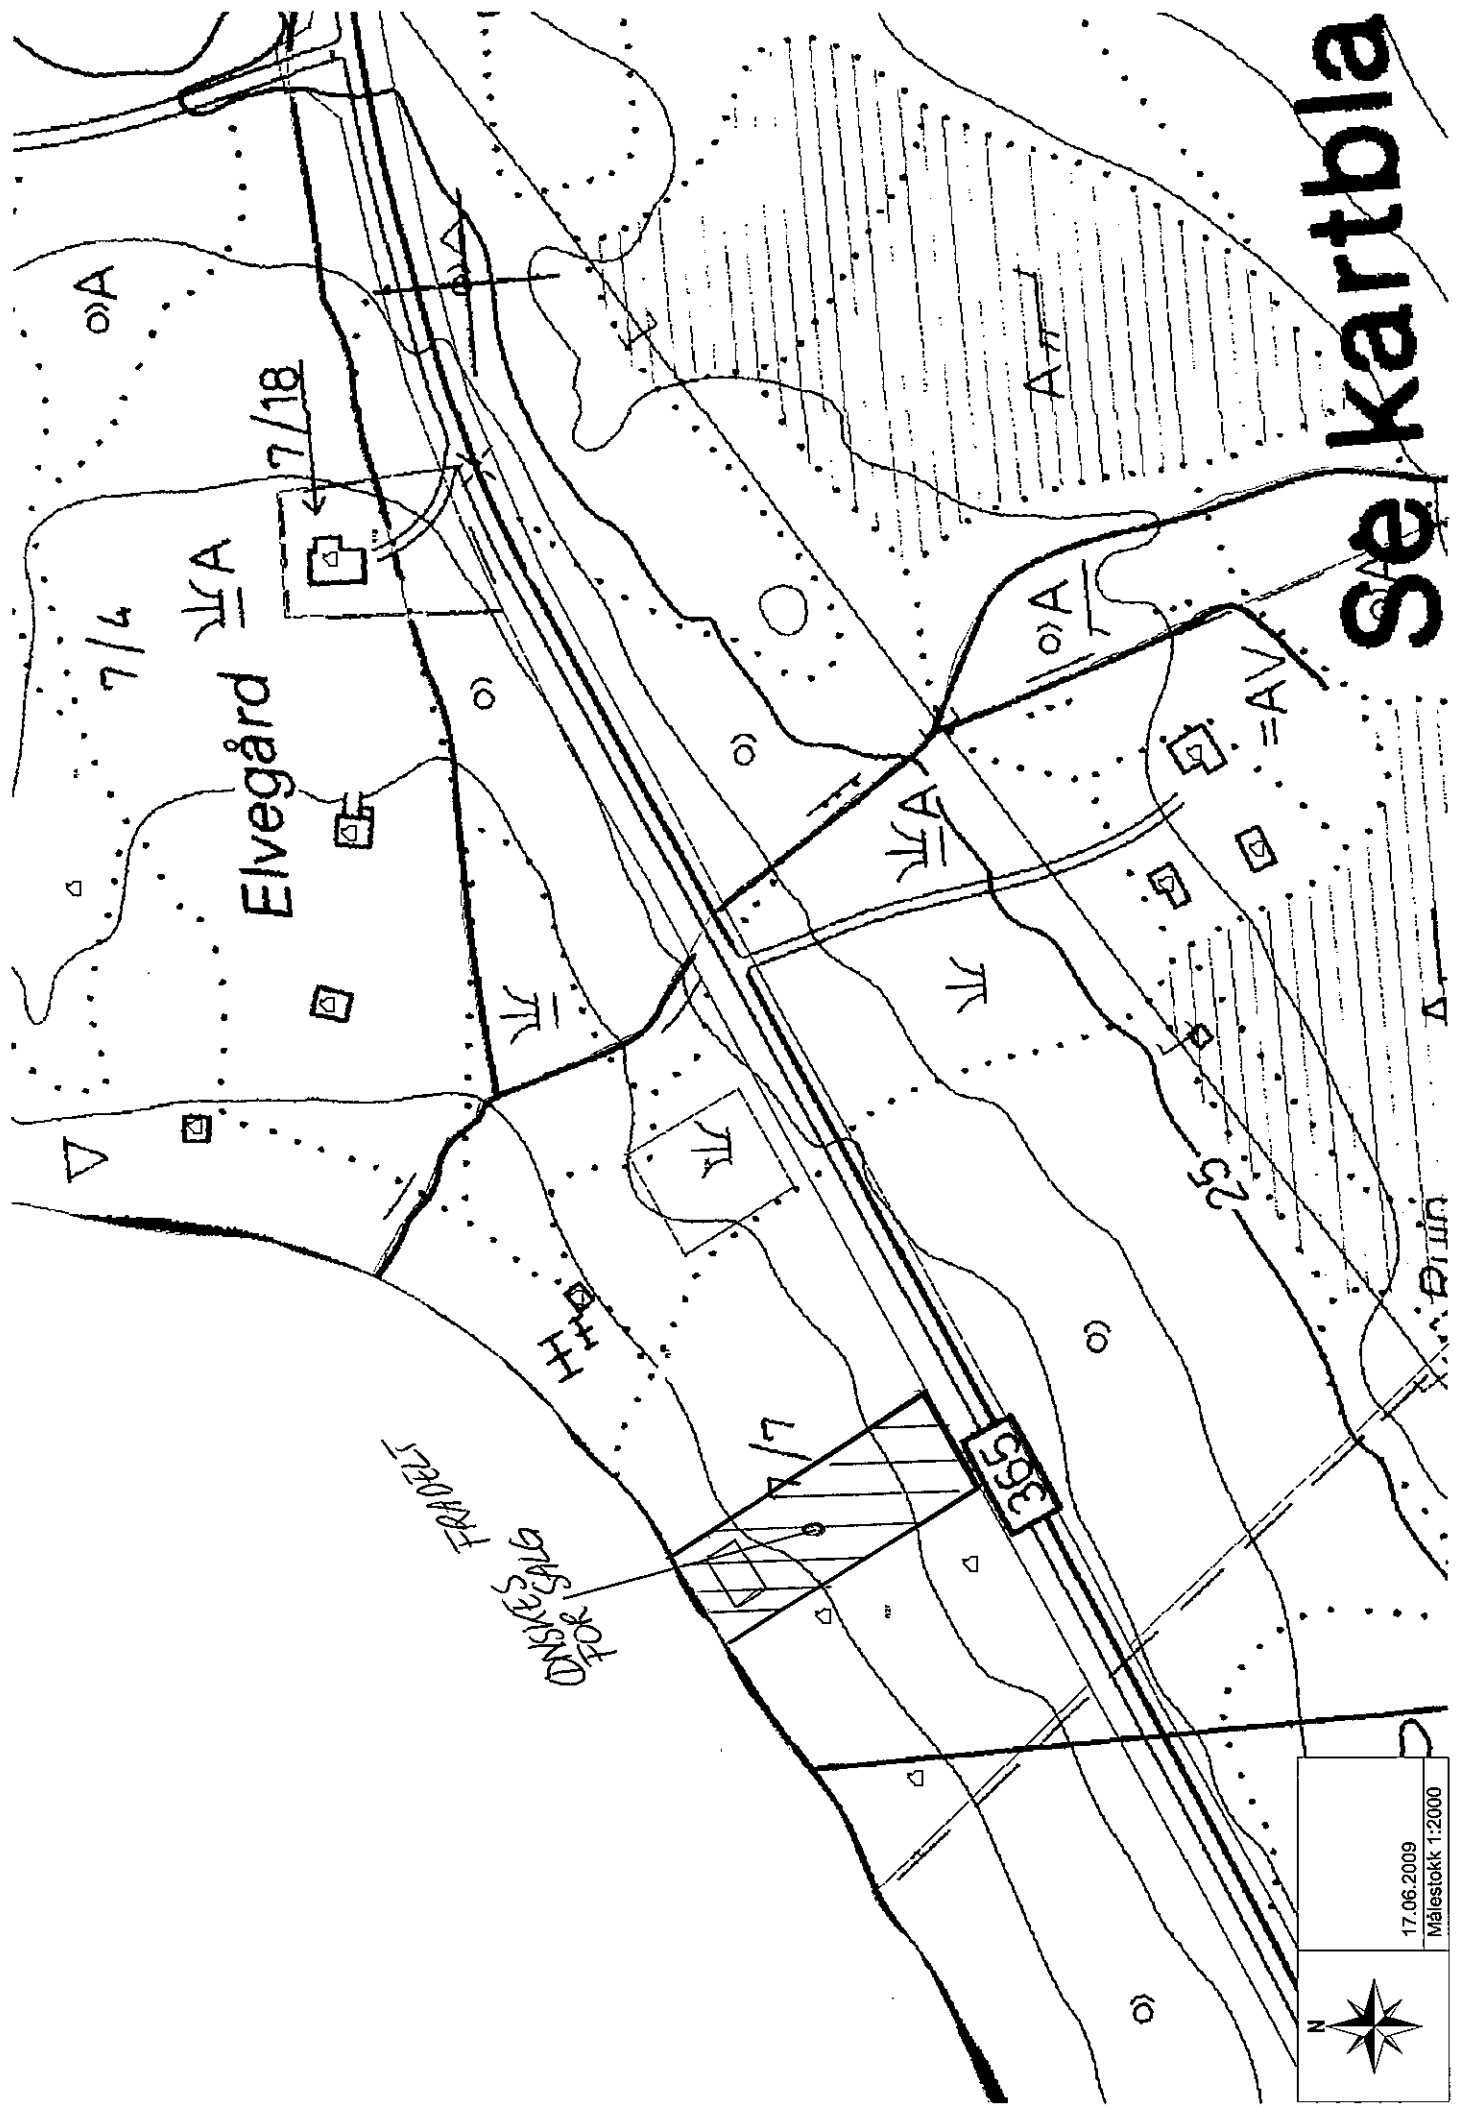 7/4
7/18
Elvegård
A
A
A
A
A
=AV
A
25
7/7
365
ØNSKES FRADELT
FOR SALG
Se kartbla
17.06.2009
Målestokk 1:2000
N